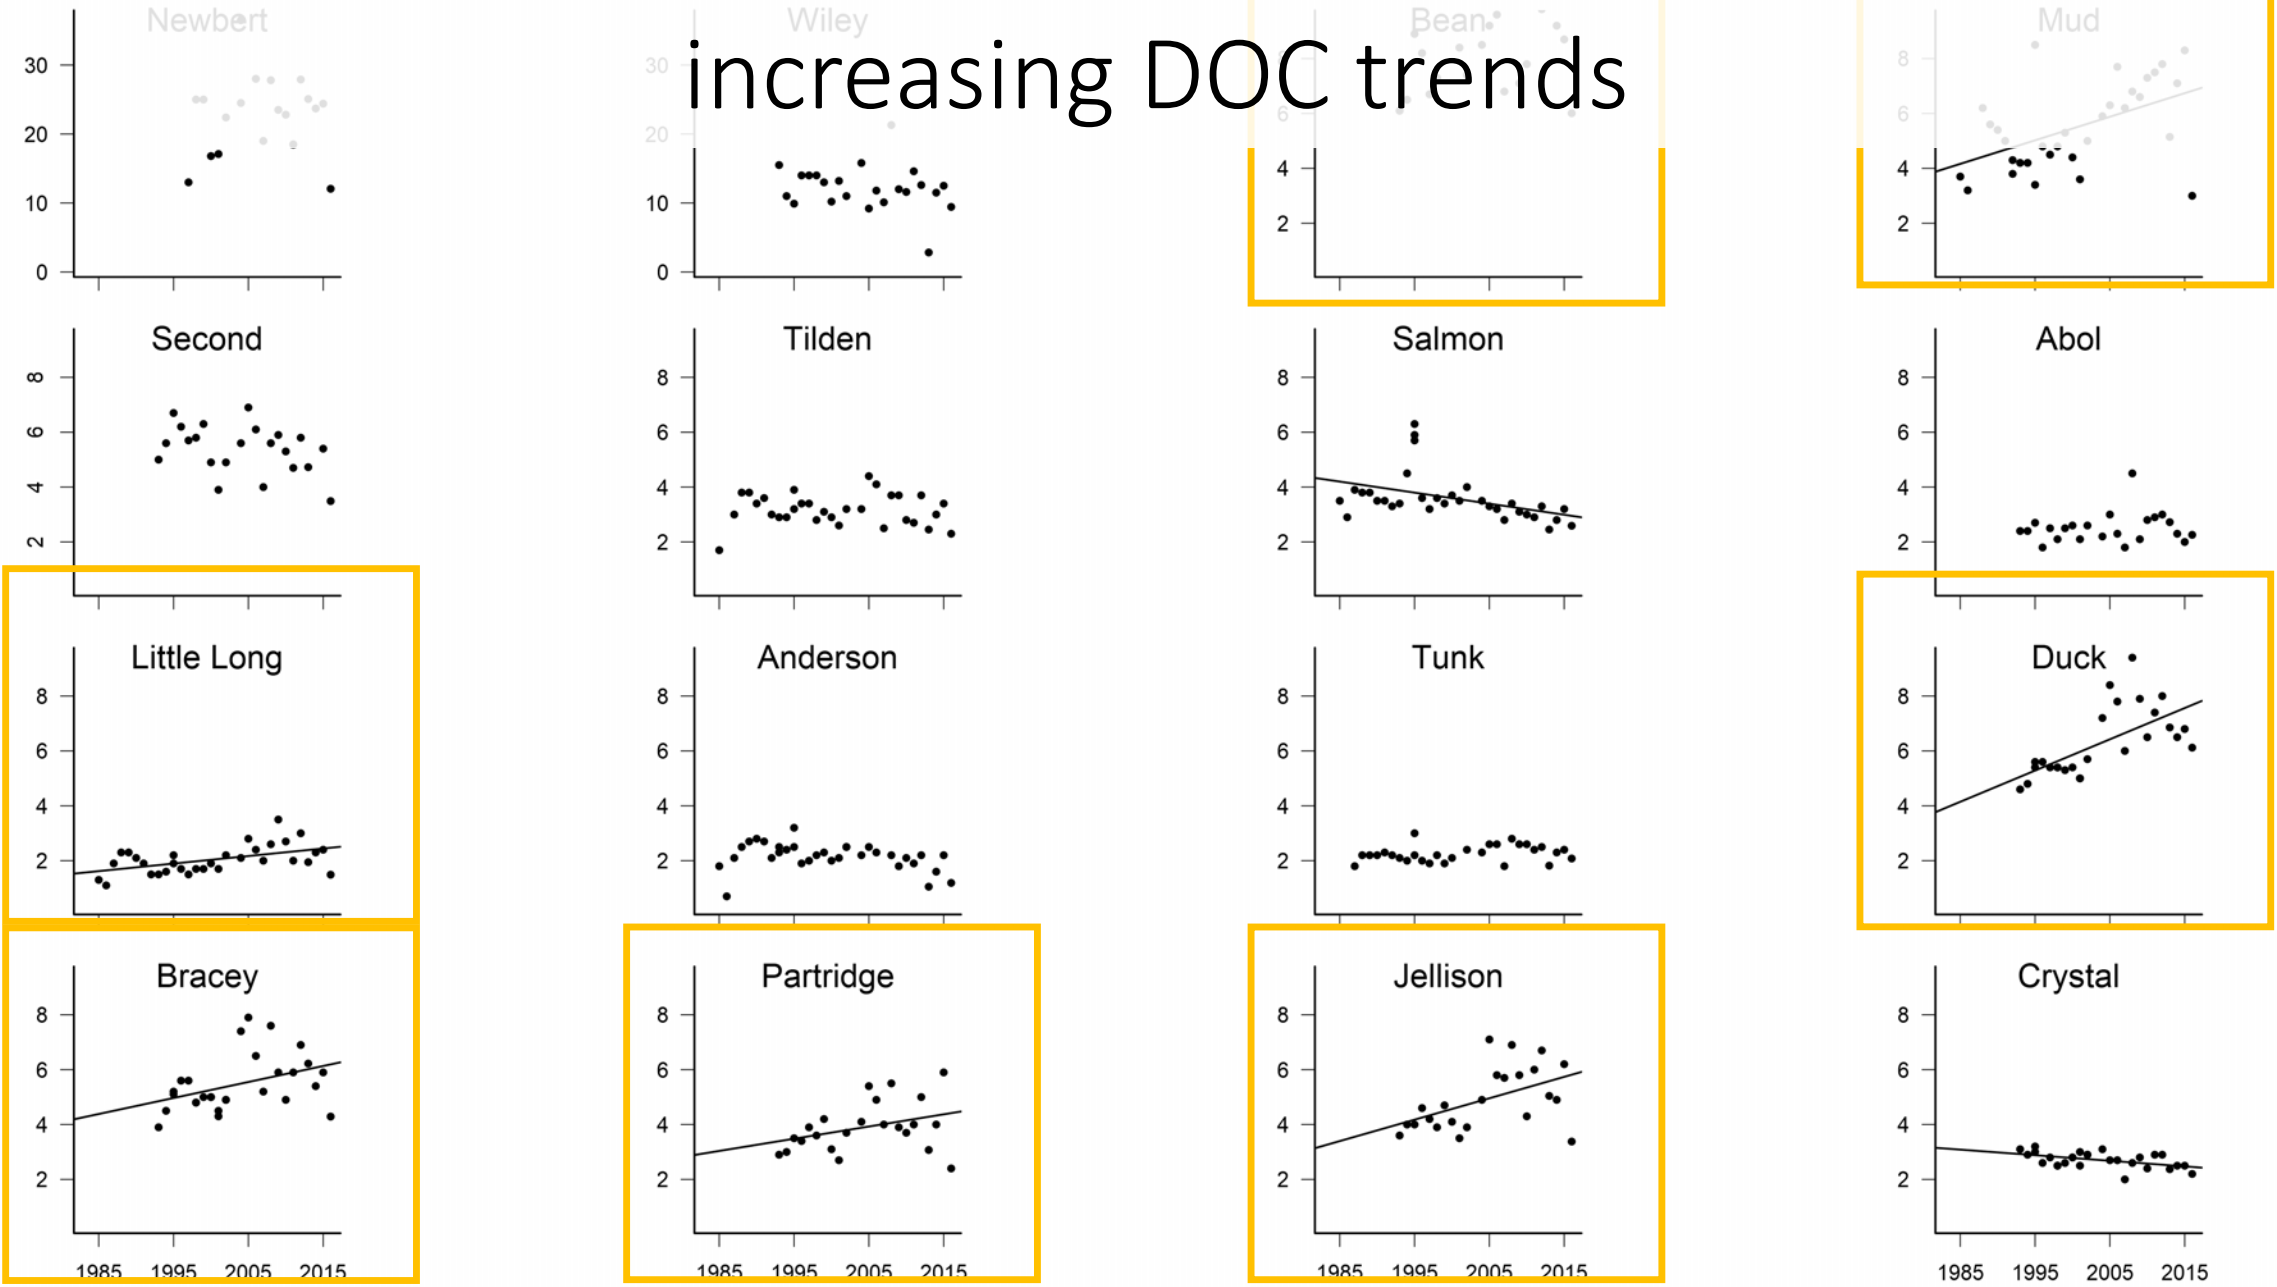 Newbert Wiley Bean Mud
increasing DOC trends
30 30 8 8
20 20 6 6
10 10 4 4
0 0 2 2
Second Tilden Salmon Abol
8 8 8 8
6 6 6 6
4 4 4 4
2 2 2 2
Little Long Anderson Tunk Duck
8 8 8 8
6 6 6 6
4 4 4 4
2 2 2 2
Bracey Partridge Jellison Crystal
8 8 8 8
6 6 6 6
4 4 4 4
2 2 2 2
1985 1995 2005 2015 1985 1995 2005 2015 1985 1995 2005 2015 1985 1995 2005 2015